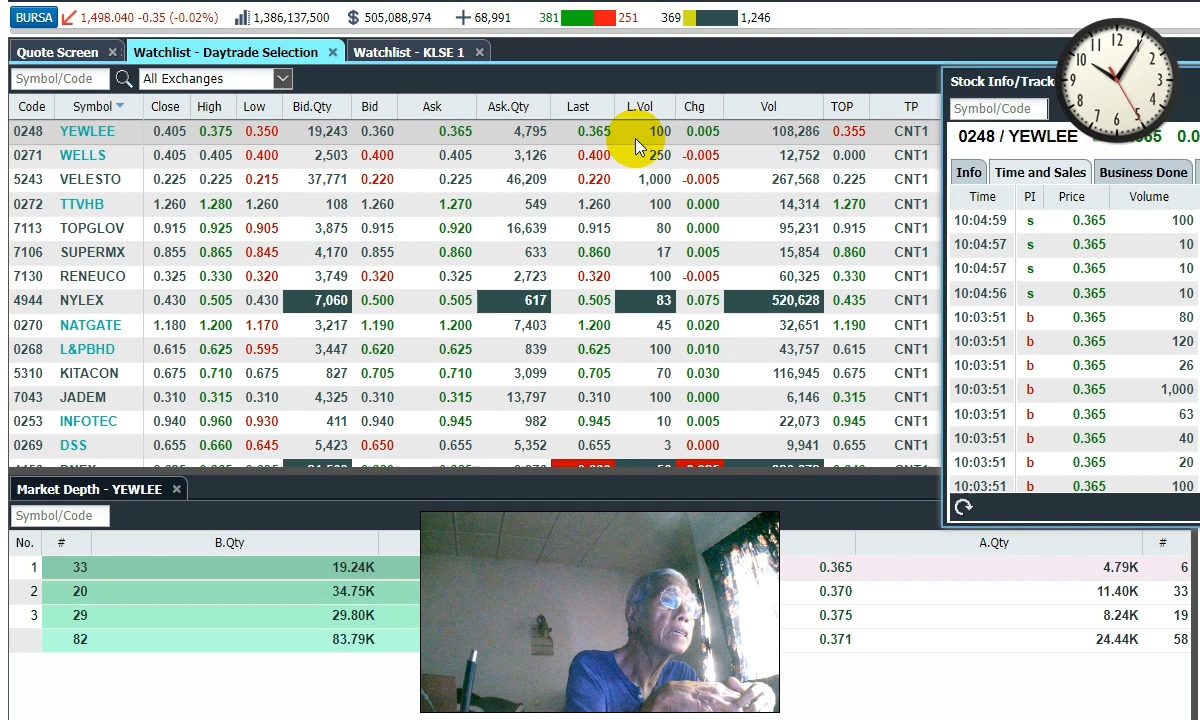 BURSA 1,498.040 -0.35 (-0.02%) 1,386,137,500 505,088,974 68,991 381 251 369 1,246
Quote Screen Watchlist - Daytrade Selection Watchlist - KLSE 1
Symbol/Code All Exchanges
Code Symbol Close High Low Bid.Qty Bid Ask Ask.Qty Last L.Vol Chg Vol TOP TP
0248 YEWLEE 0.405 0.375 0.350 19,243 0.360 0.365 4,795 0.365 100 0.005 108,286 0.355 CNT1
0271 WELLS 0.405 0.405 0.400 2,503 0.400 0.405 3,126 0.400 250 -0.005 12,752 0.000 CNT1
5243 VELESTO 0.225 0.225 0.215 37,771 0.220 0.225 46,209 0.220 1,000 -0.005 267,568 0.225 CNT1
0272 TTVHB 1.260 1.280 1.260 108 1.260 1.270 549 1.260 100 0.000 14,314 1.270 CNT1
7113 TOPGLOV 0.915 0.925 0.905 3,875 0.915 0.920 16,639 0.915 80 0.000 95,231 0.915 CNT1
7106 SUPERMX 0.855 0.865 0.845 4,170 0.855 0.860 633 0.860 17 0.005 15,854 0.860 CNT1
7130 RENEUCO 0.325 0.330 0.320 3,749 0.320 0.325 2,723 0.320 100 -0.005 60,325 0.330 CNT1
4944 NYLEX 0.430 0.505 0.430 7,060 0.500 0.505 617 0.505 83 0.075 520,628 0.435 CNT1
0270 NATGATE 1.180 1.200 1.170 3,217 1.190 1.200 7,403 1.200 45 0.020 32,651 1.190 CNT1
0268 L&PBHD 0.615 0.625 0.595 3,447 0.620 0.625 839 0.625 100 0.010 43,757 0.615 CNT1
5310 KITACON 0.675 0.710 0.675 827 0.705 0.710 3,099 0.705 70 0.030 116,945 0.675 CNT1
7043 JADEM 0.310 0.315 0.310 4,325 0.310 0.315 13,797 0.310 100 0.000 6,146 0.315 CNT1
0253 INFOTEC 0.940 0.960 0.930 411 0.940 0.945 982 0.945 10 0.005 22,073 0.945 CNT1
0269 DSS 0.655 0.660 0.645 5,423 0.650 0.655 5,352 0.655 3 0.000 9,941 0.655 CNT1
Stock Info/Track
Symbol/Code
0248 / YEWLEE 0.0
Info Time and Sales Business Done
Time PI Price Volume
10:04:59 s 0.365 100
10:04:57 s 0.365 10
10:04:57 s 0.365 10
10:04:56 s 0.365 10
10:03:51 b 0.365 80
10:03:51 b 0.365 120
10:03:51 b 0.365 26
10:03:51 b 0.365 1,000
10:03:51 b 0.365 63
10:03:51 b 0.365 40
10:03:51 b 0.365 20
10:03:51 b 0.365 100
12 1 2 3 4 5 6 7 8 9 10 11
Market Depth - YEWLEE
Symbol/Code
No. # B.Qty A.Qty #
1 33 19.24K 0.365 4.79K 6
2 20 34.75K 0.370 11.40K 33
3 29 29.80K 0.375 8.24K 19
82 83.79K 0.371 24.44K 58